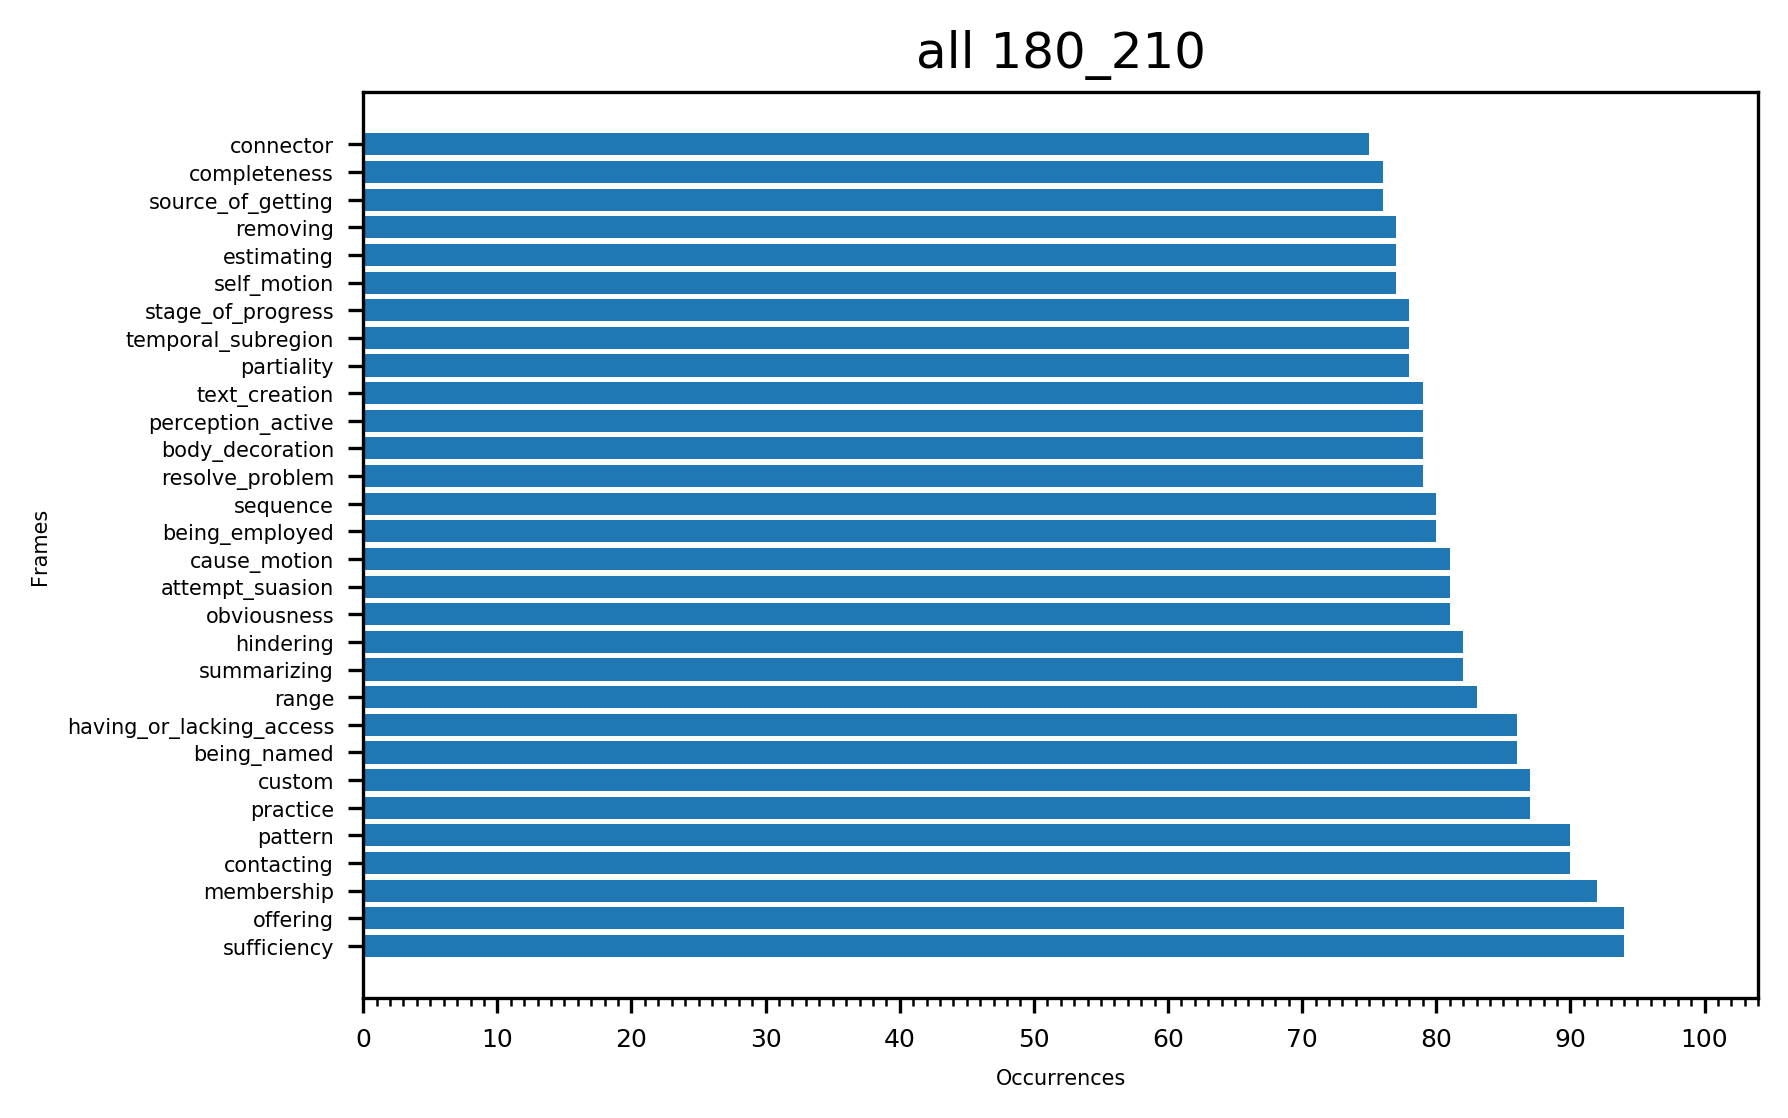 all 180_210
connector
completeness
source_of_getting
removing
estimating
self_motion
stage_of_progress
temporal_subregion
partiality
text_creation
perception_active
body_decoration
resolve_problem
sequence
being_employed
cause_motion
attempt_suasion
obviousness
hindering
summarizing
range
having_or_lacking_access
being_named
custom
practice
pattern
contacting
membership
offering
sufficiency
Frames
0 10 20 30 40 50 60 70 80 90 100
Occurrences